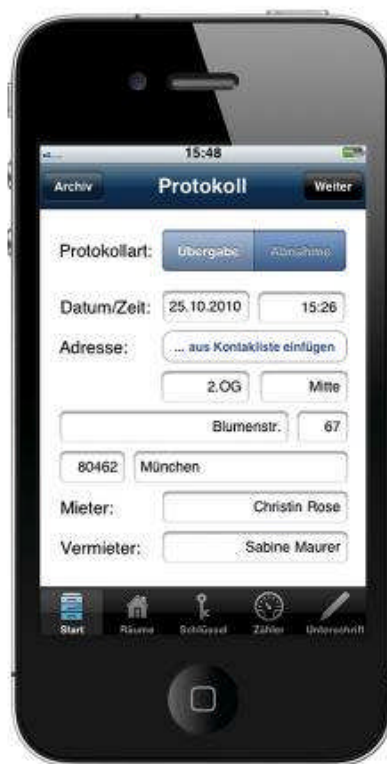 15:48
Archiv Protokoll Weiter
Protokollart: Übergabe Abnahme
Datum/Zeit: 25.10.2010 15:26
Adresse: ... aus Kontakliste einfügen
2.OG Mitte
Blumenstr. 67
80462 München
Mieter: Christin Rose
Vermieter: Sabine Maurer
Start Räume Schlüssel Zähler Unterschrift